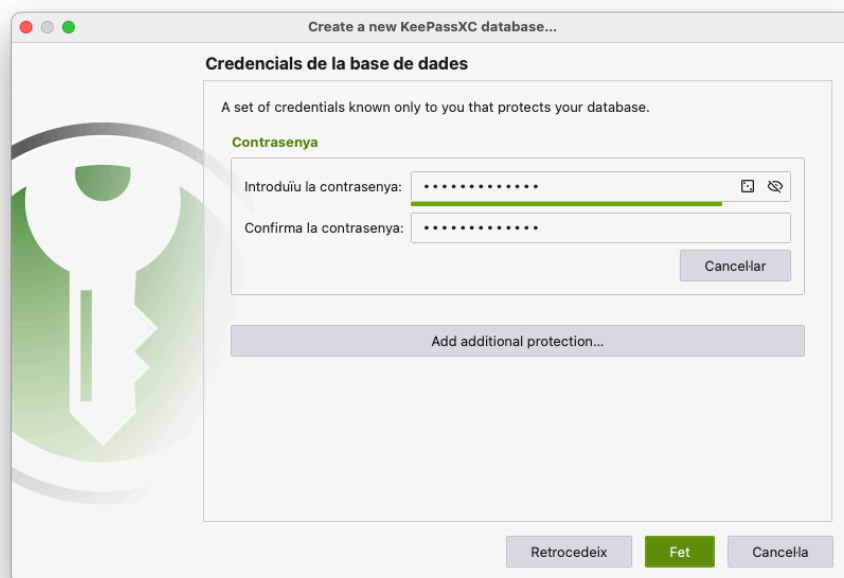 Create a new KeePassXC database...
Credencials de la base de dades
A set of credentials known only to you that protects your database.
Contrasenya
Introduïu la contrasenya: •••••••••••••
Confirma la contrasenya: •••••••••••••
Cancel·lar
Add additional protection...
Retrocedeix Fet Cancel·la